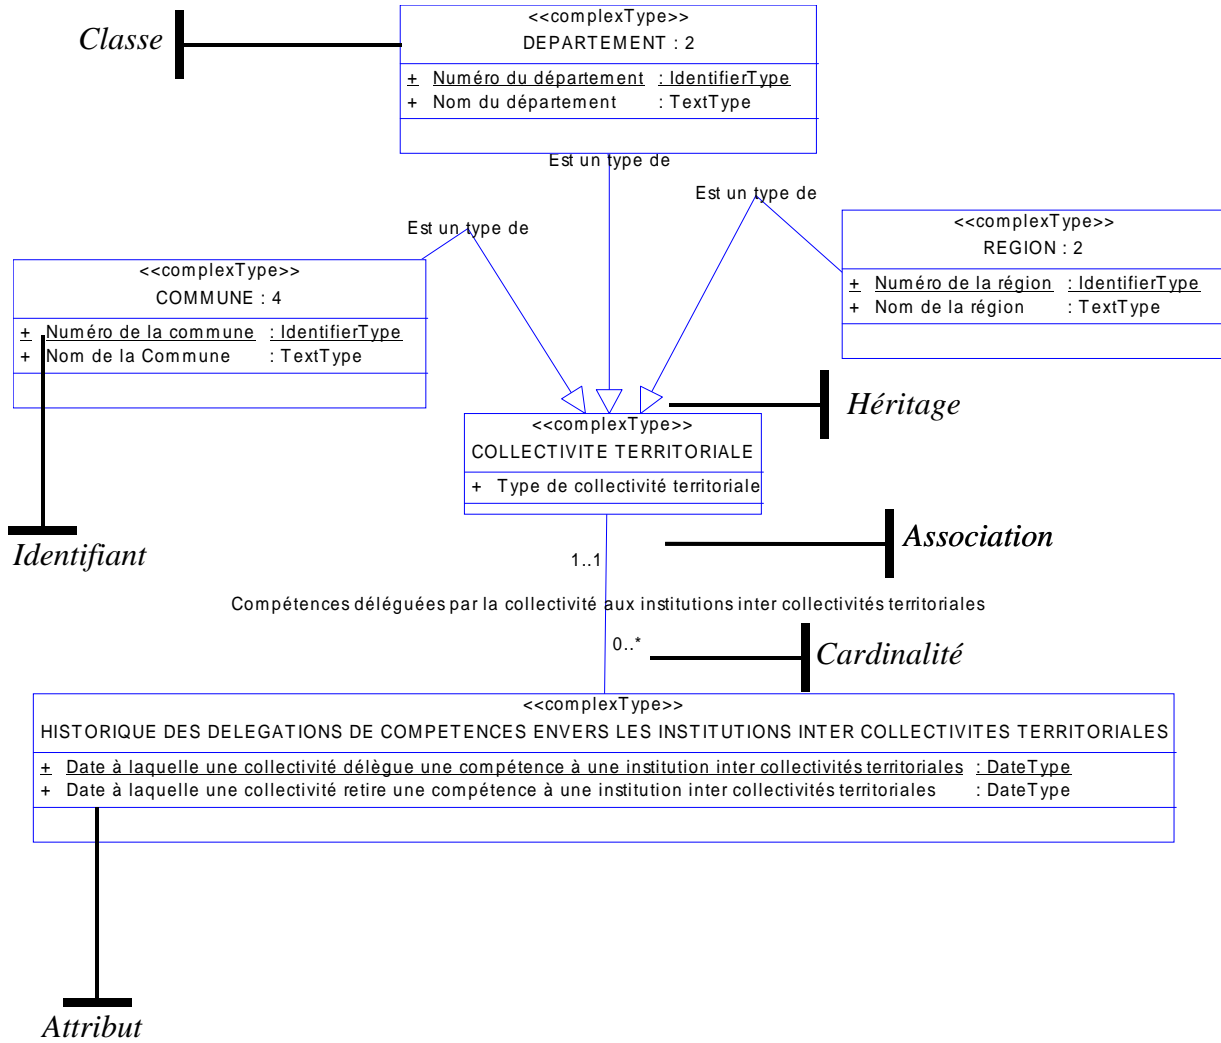 <<complexType>>
Classe
DEPARTEMENT : 2
+ Numéro du département : IdentifierType
+ Nom du département : TextType
Est un type de
Est un type de
Est un type de
<<complexType>>
REGION : 2
+ Numéro de la région : IdentifierType
+ Nom de la région : TextType
<<complexType>>
COMMUNE : 4
+ Numéro de la commune : IdentifierType
+ Nom de la Commune : TextType
Héritage
<<complexType>>
COLLECTIVITE TERRITORIALE
+ Type de collectivité territoriale
Association
Identifiant
1..1
Compétences déléguées par la collectivité aux institutions inter collectivités territoriales
0..*
Cardinalité
<<complexType>>
HISTORIQUE DES DELEGATIONS DE COMPETENCES ENVERS LES INSTITUTIONS INTER COLLECTIVITES TERRITORIALES
+ Date à laquelle une collectivité délègue une compétence à une institution inter collectivités territoriales : DateType
+ Date à laquelle une collectivité retire une compétence à une institution inter collectivités territoriales : DateType
Attribut